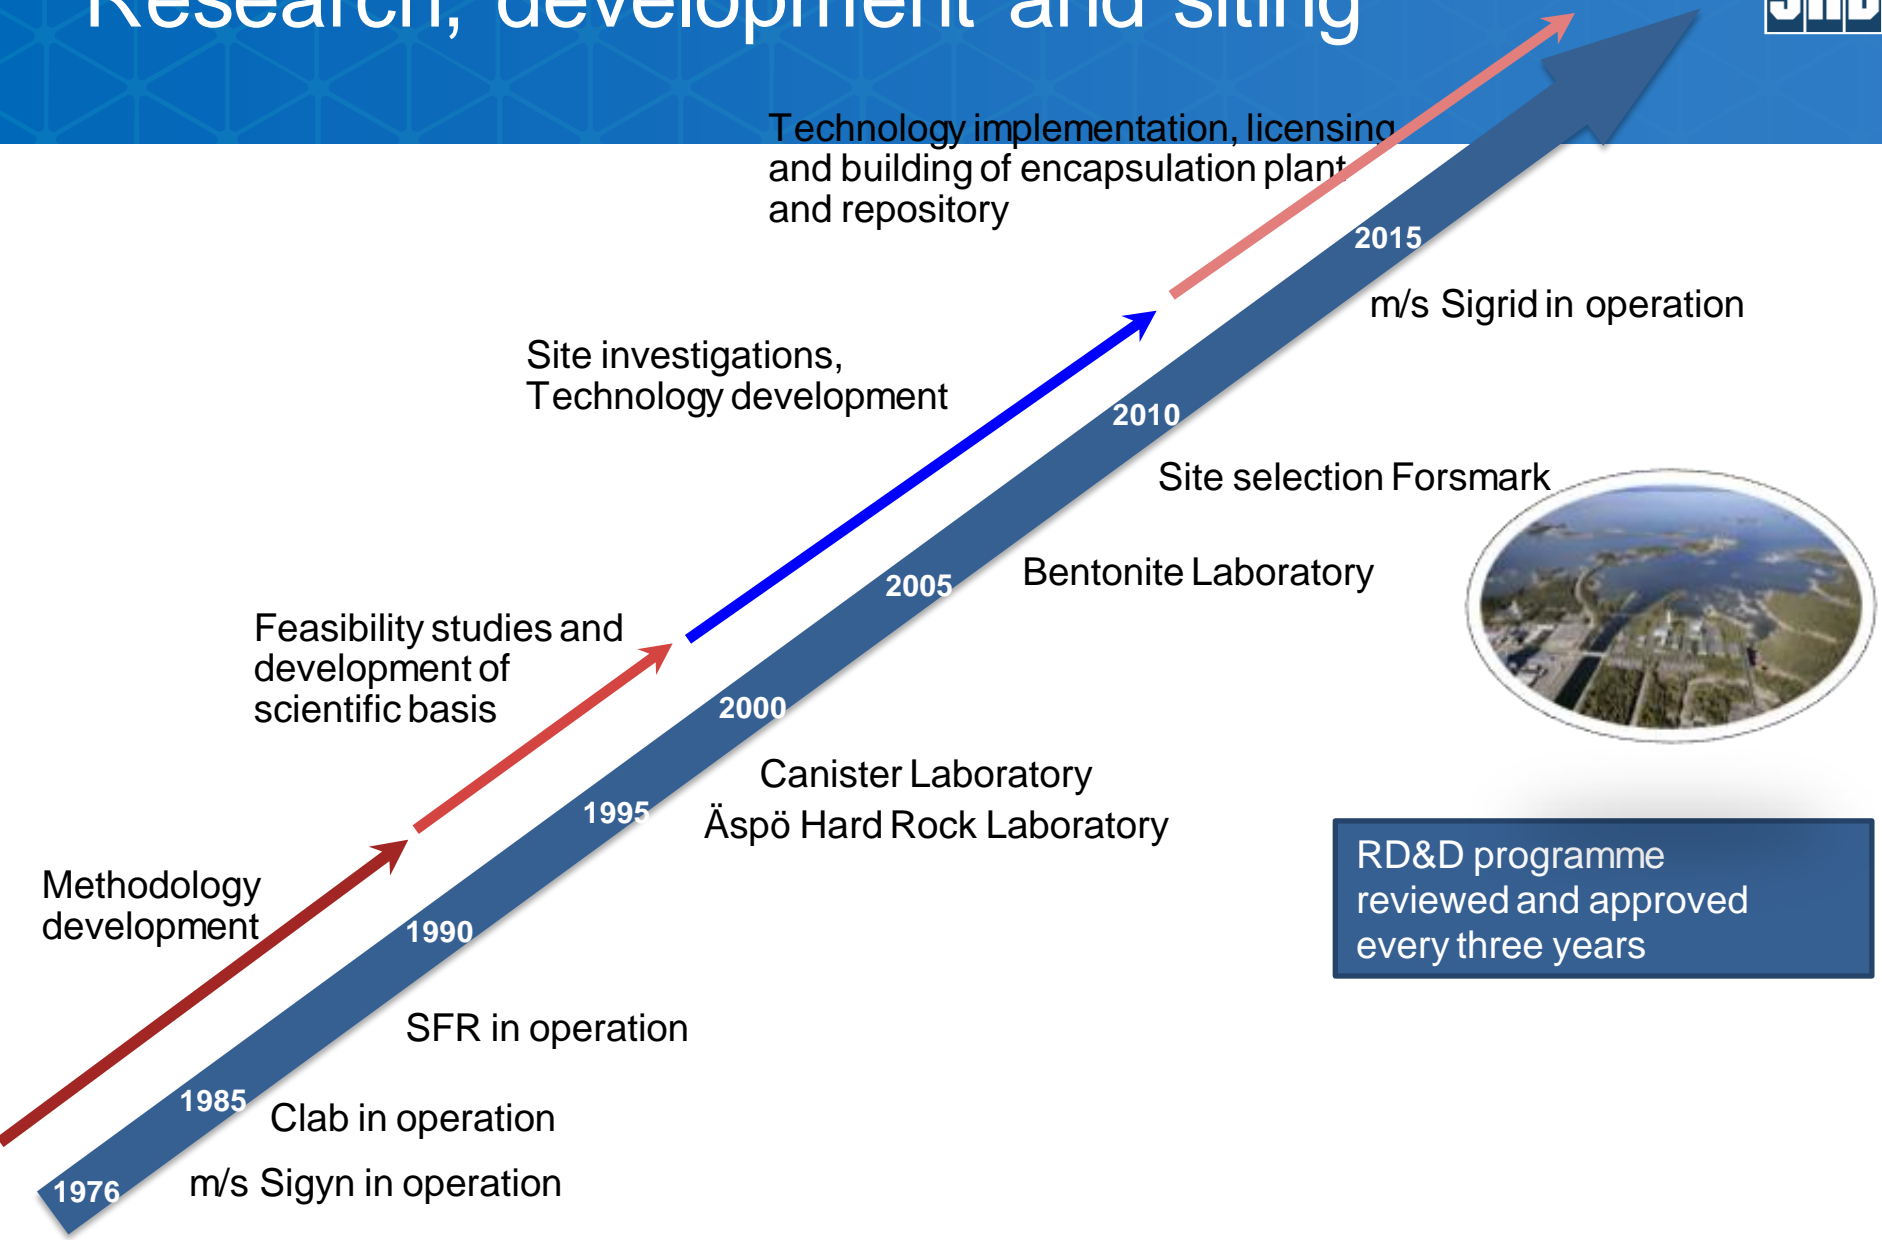 Research, development and siting
SKB
Technology implementation, licensing
and building of encapsulation plant
and repository
2015
m/s Sigrid in operation
Site investigations,
Technology development
2010
Site selection Forsmark
Bentonite Laboratory
2005
Feasibility studies and
development of
scientific basis
2000
Canister Laboratory
1995
Äspö Hard Rock Laboratory
RD&D programme
reviewed and approved
every three years
Methodology
development
1990
SFR in operation
1985
Clab in operation
1976
m/s Sigyn in operation